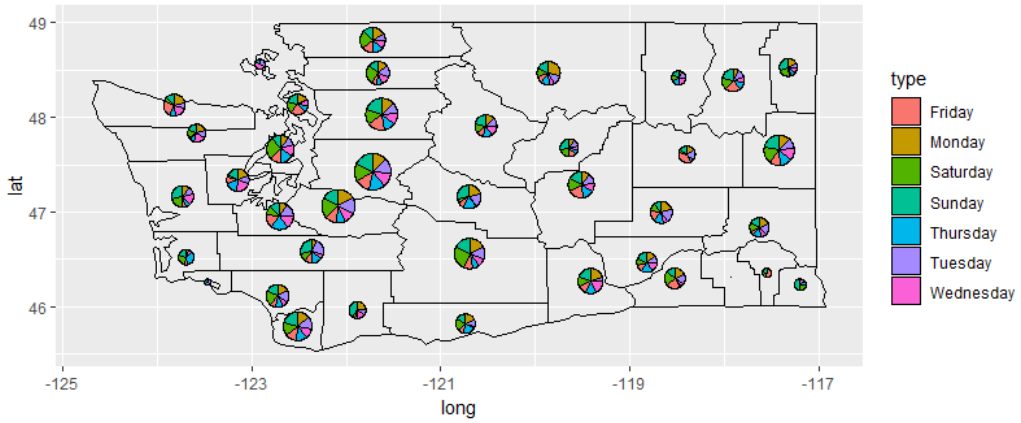 49
48
47
46
lat
-125
-123
-121
-119
-117
long
type
Friday
Monday
Saturday
Sunday
Thursday
Tuesday
Wednesday